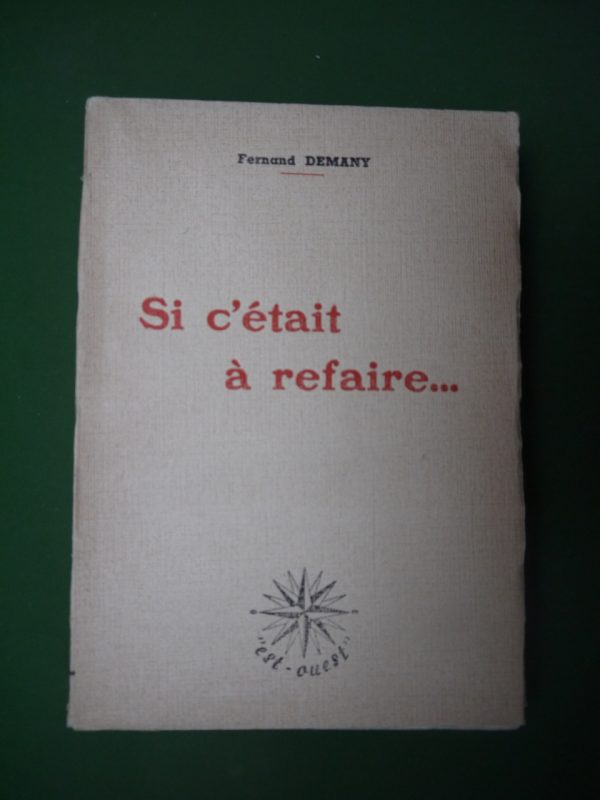 Fernand DEMANY
Si c'était
à refaire...
"est-ouest"